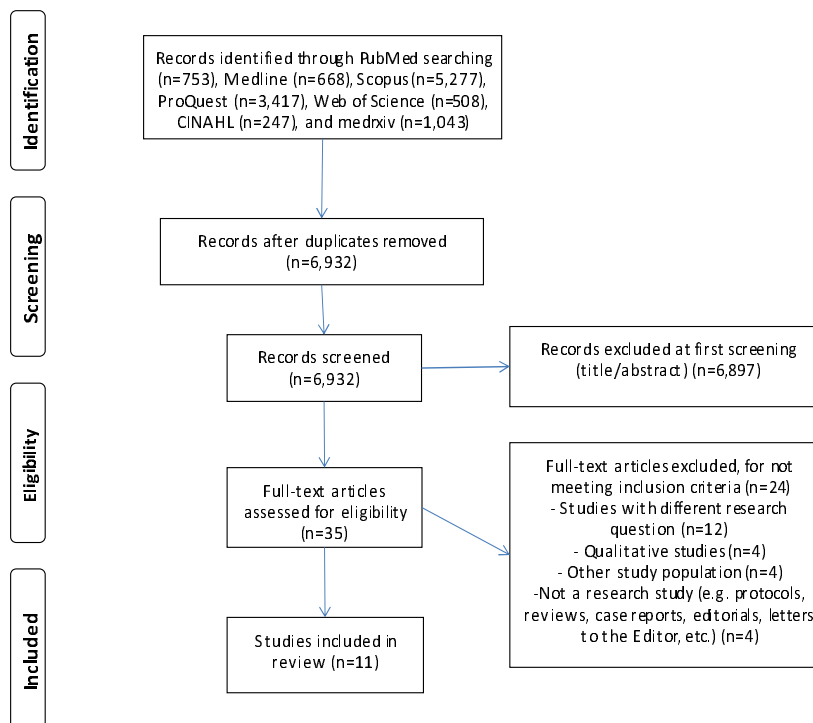 Identification
Records identified through PubMed searching
(n=753), Medline (n=668), Scopus (n=5,277),
ProQuest (n=3,417), Web of Science (n=508),
CINAHL (n=247), and medrxiv (n=1,043)
Screening
Records after duplicates removed
(n=6,932)
Records screened
(n=6,932)
Records excluded at first screening
(title/abstract) (n=6,897)
Eligibility
Full-text articles
assessed for eligibility
(n=35)
Full-text articles excluded, for not
meeting inclusion criteria (n=24)
- Studies with different research
question (n=12)
- Qualitative studies (n=4)
- Other study population (n=4)
-Not a research study (e.g. protocols,
reviews, case reports, editorials, letters
to the Editor, etc.) (n=4)
Included
Studies included in
review (n=11)